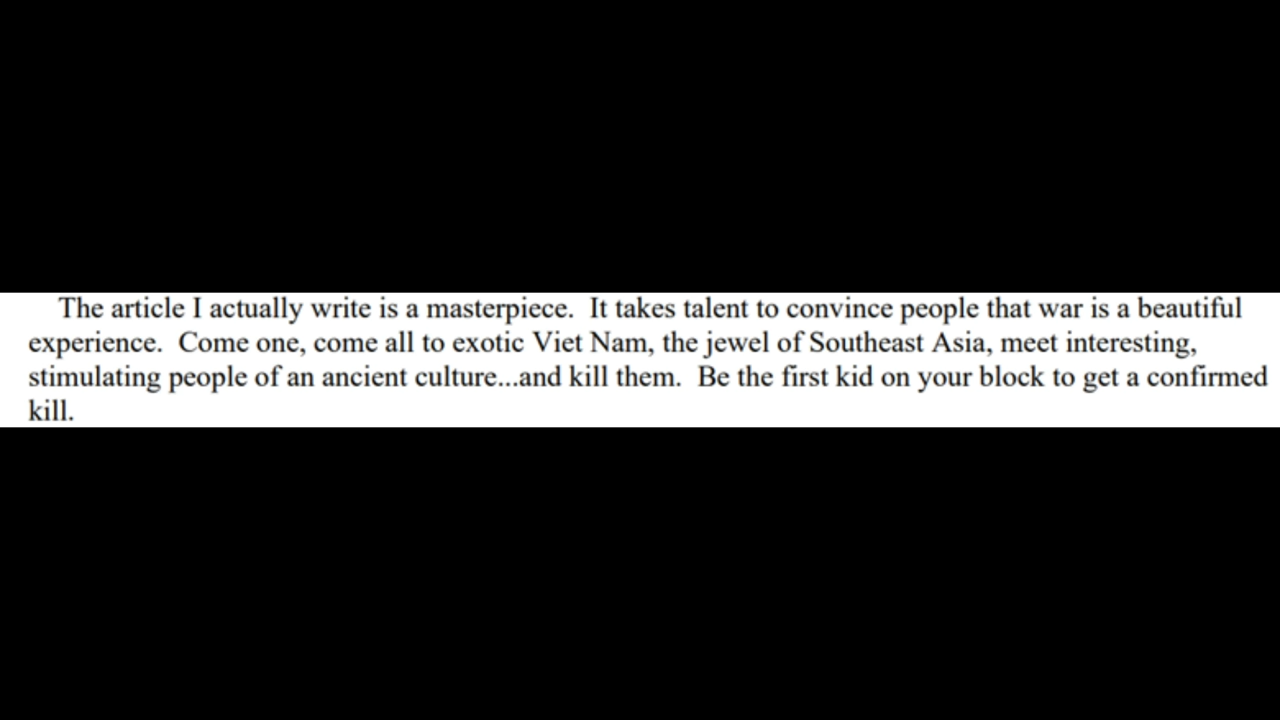 The article I actually write is a masterpiece.  It takes talent to convince people that war is a beautiful
experience.  Come one, come all to exotic Viet Nam, the jewel of Southeast Asia, meet interesting,
stimulating people of an ancient culture...and kill them.  Be the first kid on your block to get a confirmed
kill.